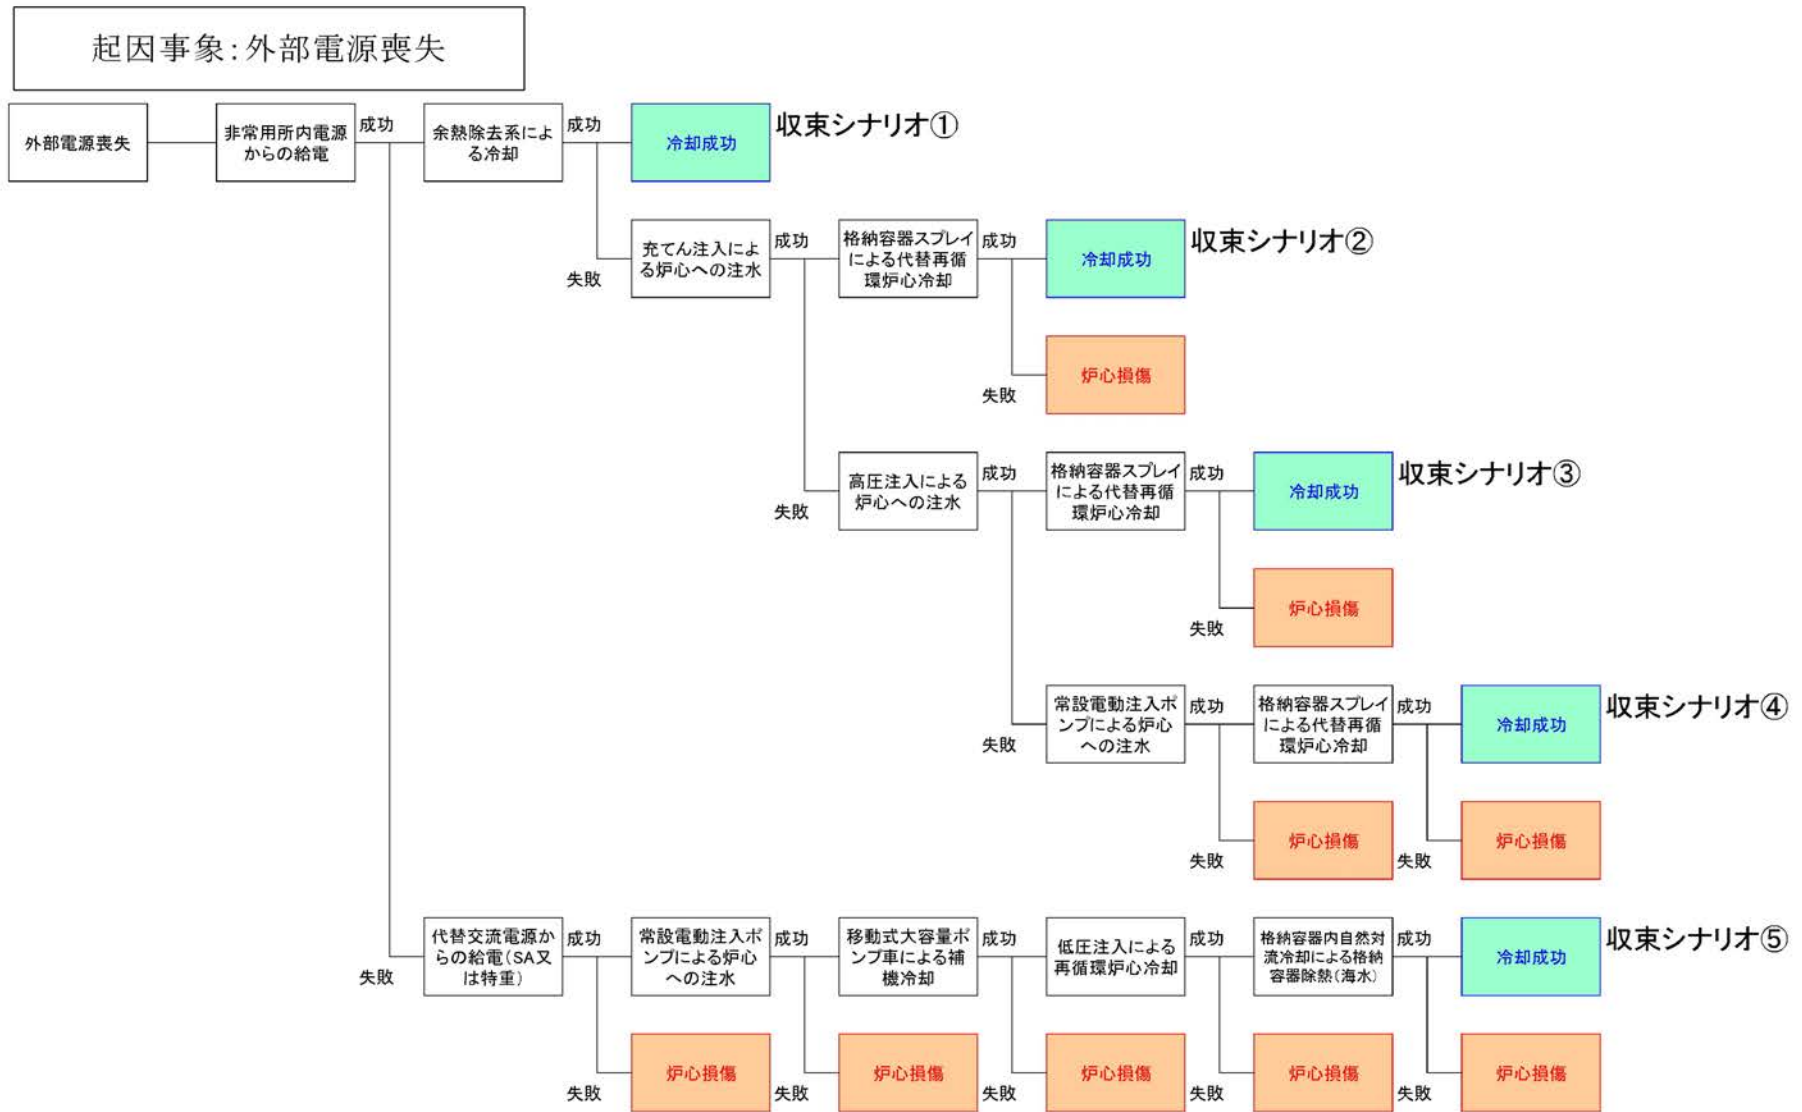 起因事象:外部電源喪失
外部電源喪失
非常用所内電源
からの給電
成功
余熱除去系によ
る冷却
成功
冷却成功
収束シナリオ①
失敗
充てん注入によ
る炉心への注水
成功
格納容器スプレイ
による代替再循
環炉心冷却
成功
冷却成功
収束シナリオ②
失敗
炉心損傷
失敗
高圧注入による
炉心への注水
成功
格納容器スプレイ
による代替再循
環炉心冷却
成功
冷却成功
収束シナリオ③
失敗
炉心損傷
失敗
常設電動注入ポ
ンプによる炉心
への注水
成功
格納容器スプレイ
による代替再循
環炉心冷却
成功
冷却成功
収束シナリオ④
失敗
炉心損傷
失敗
炉心損傷
失敗
代替交流電源か
らの給電(SA又
は特重)
成功
常設電動注入ポ
ンプによる炉心
への注水
成功
移動式大容量ポ
ンプ車による補
機冷却
成功
低圧注入による
再循環炉心冷却
成功
格納容器内自然対
流冷却による格納
容器除熱(海水)
成功
冷却成功
収束シナリオ⑤
失敗
炉心損傷
失敗
炉心損傷
失敗
炉心損傷
失敗
炉心損傷
失敗
炉心損傷